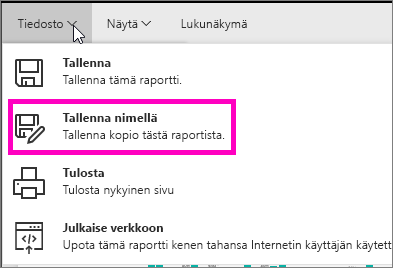 Tiedosto Näytä Lukunäkymä
Tallenna
Tallenna tämä raportti.
Tallenna nimellä
Tallenna kopio tästä raportista.
Tulosta
Tulosta nykyinen sivu
Julkaise verkkoon
Upota tämä raportti kenen tahansa Internetin käyttäjän käytett